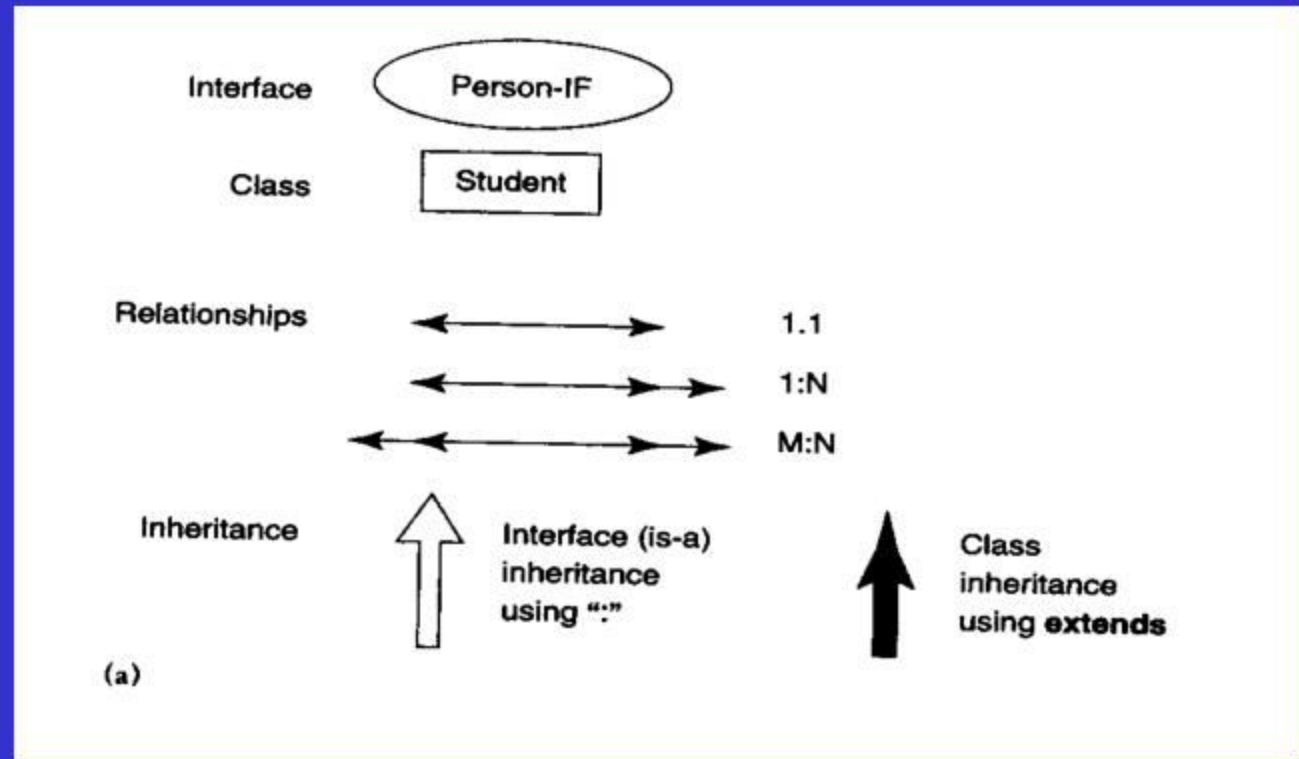 Interface
Person-IF
Class
Student
Relationships
1.1
1:N
M:N
Inheritance
Interface (is-a)
inheritance
using “:”
Class
inheritance
using extends
(a)